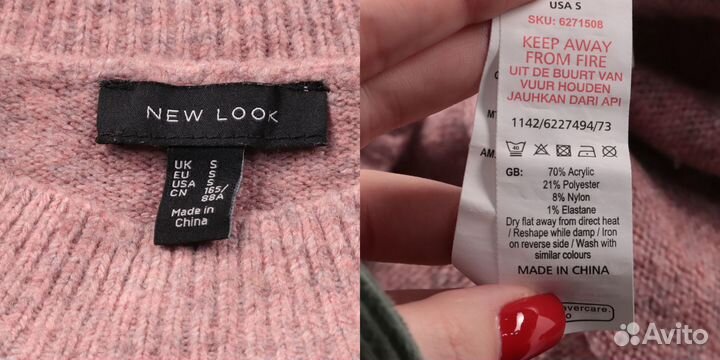 NEW LOOK
UK S
EU S
USA S
CN 165/
88A
Made in
China
USA S
SKU: 6271508
KEEP AWAY
FROM FIRE
UIT DE BUURT VAN
VUUR HOUDEN
JAUHKAN DARI API
1142/6227494/73
40
GB: 70% Acrylic
21% Polyester
8% Nylon
1% Elastane
Dry flat away from direct heat
/ Reshape while damp / Iron
on reverse side / Wash with
similar colours
MADE IN CHINA
Avito